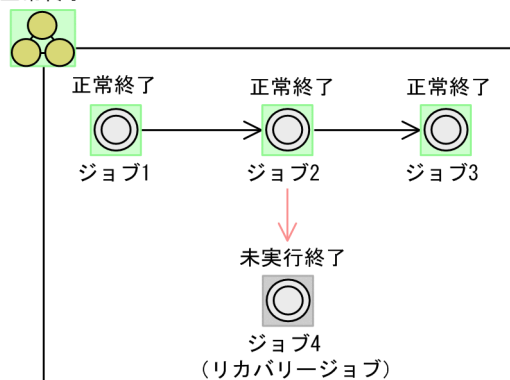 正常終了 正常終了 正常終了
ジョブ1 ジョブ2 ジョブ3
未実行終了
ジョブ4
（リカバリージョブ）